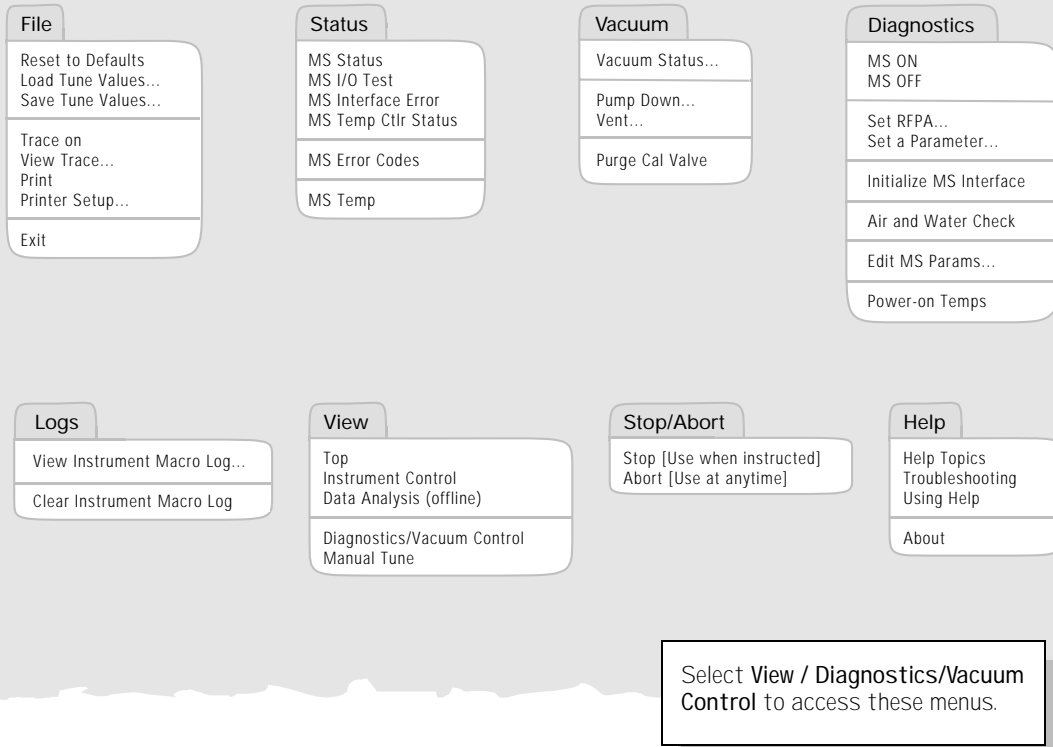 File
Reset to Defaults
Load Tune Values...
Save Tune Values...
Trace on
View Trace...
Print
Printer Setup...
Exit
Status
MS Status
MS I/O Test
MS Interface Error
MS Temp Ctlr Status
MS Error Codes
MS Temp
Vacuum
Vacuum Status...
Pump Down...
Vent...
Purge Cal Valve
Diagnostics
MS ON
MS OFF
Set RFPA...
Set a Parameter...
Initialize MS Interface
Air and Water Check
Edit MS Params...
Power-on Temps
Logs
View Instrument Macro Log...
Clear Instrument Macro Log
View
Top
Instrument Control
Data Analysis (offline)
Diagnostics/Vacuum Control
Manual Tune
Stop/Abort
Stop [Use when instructed]
Abort [Use at anytime]
Help
Help Topics
Troubleshooting
Using Help
About
Select View / Diagnostics/Vacuum
Control to access these menus.